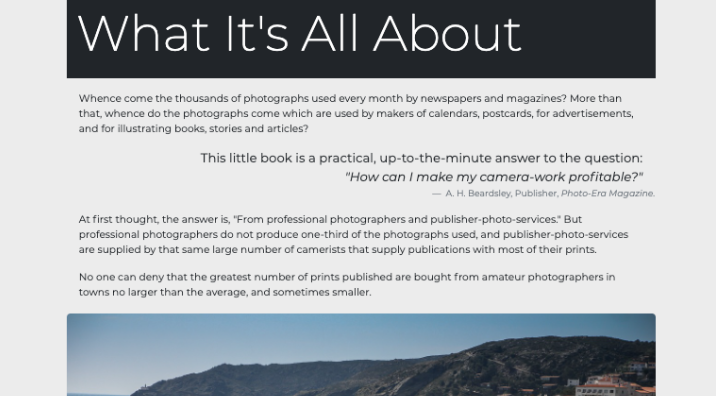 What It's All About
Whence come the thousands of photographs used every month by newspapers and magazines? More than
that, whence do the photographs come which are used by makers of calendars, postcards, for advertisements,
and for illustrating books, stories and articles?
This little book is a practical, up-to-the-minute answer to the question:
"How can I make my camera-work profitable?"
— A. H. Beardsley, Publisher, Photo-Era Magazine.
At first thought, the answer is, "From professional photographers and publisher-photo-services." But
professional photographers do not produce one-third of the photographs used, and publisher-photo-services
are supplied by that same large number of camerists that supply publications with most of their prints.
No one can deny that the greatest number of prints published are bought from amateur photographers in
towns no larger than the average, and sometimes smaller.